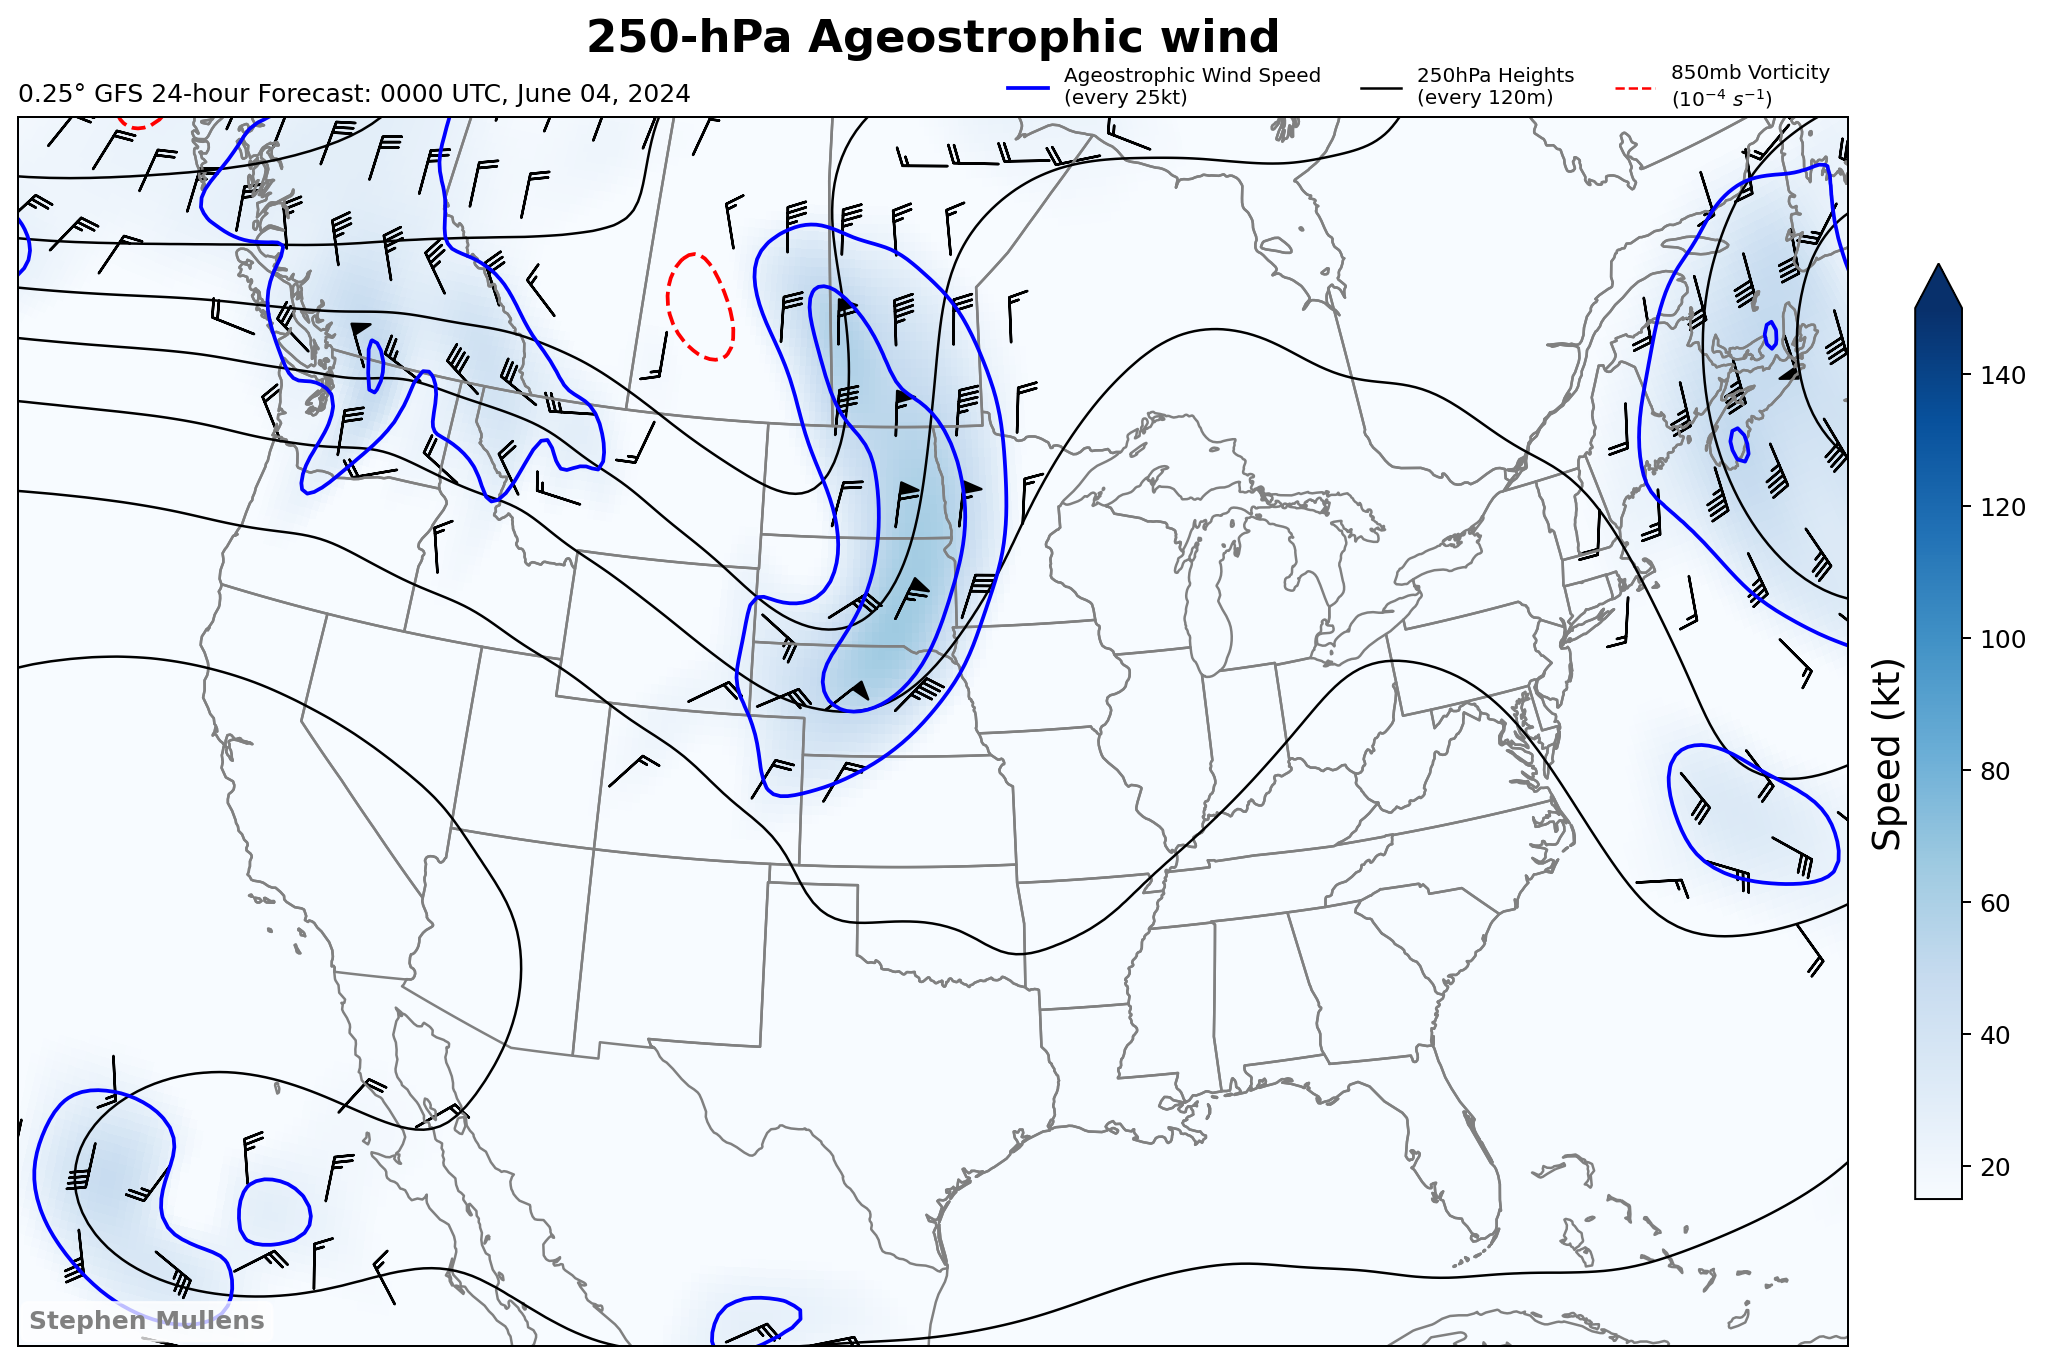 250-hPa Ageostrophic wind
0.25° GFS 24-hour Forecast: 0000 UTC, June 04, 2024
Ageostrophic Wind Speed
(every 25kt)
250hPa Heights
(every 120m)
850mb Vorticity
(10⁻⁴ s⁻¹)
140
120
100
80
60
40
20
Speed (kt)
Stephen Mullens